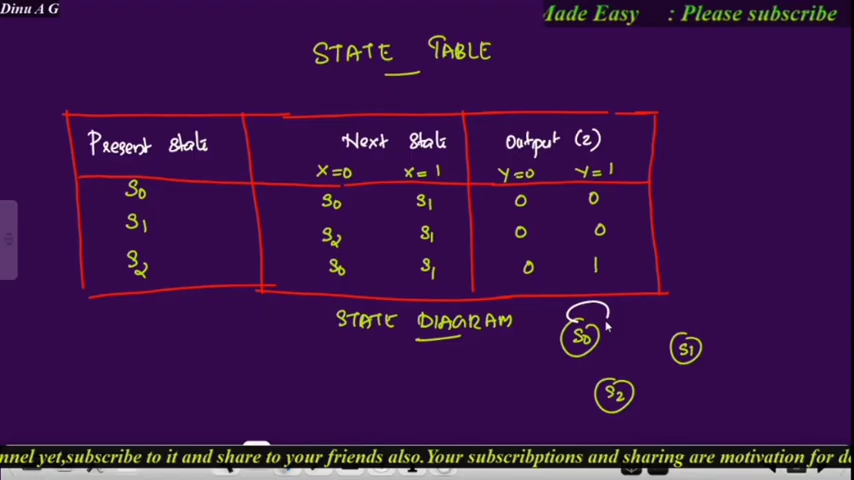 Dinu A G
Made Easy : Please subscribe
STATE TABLE
Present state Next State Output (z)
X=0 X=1 Y=0 Y=1
S0 S0 S1 0 0
S1 S2 S1 0 0
S2 S0 S1 0 1
STATE DIAGRAM
S0
S1
S2
nnel yet,subscribe to it and share to your friends also.Your subscribptions and sharing are motivation for de